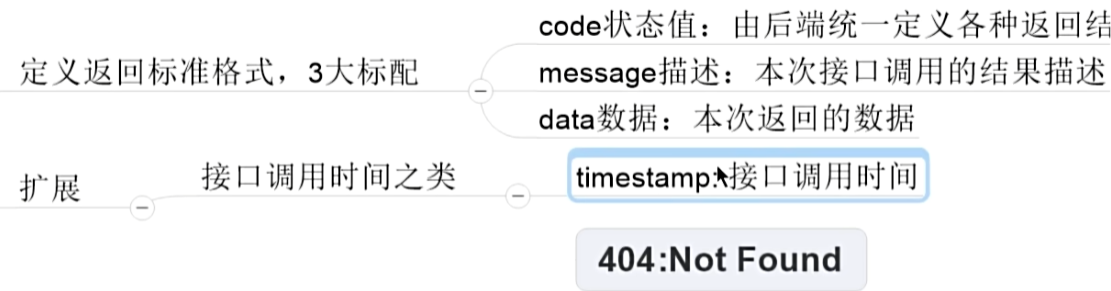 code状态值：由后端统一定义各种返回结
定义返回标准格式，3大标配
message描述：本次接口调用的结果描述
data数据：本次返回的数据
扩展
接口调用时间之类
timestamp:接口调用时间
404:Not Found